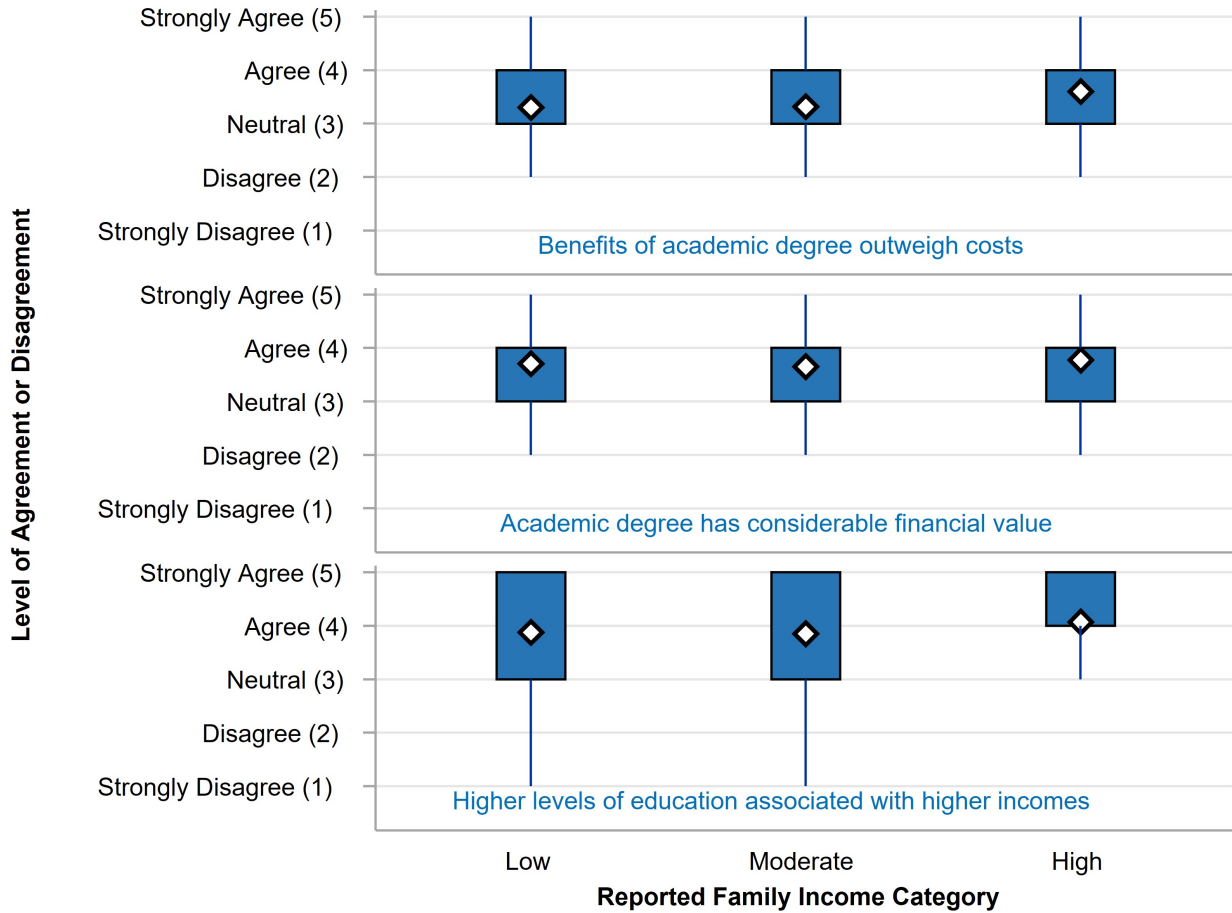 Level of Agreement or Disagreement
Strongly Agree (5)
Agree (4)
Neutral (3)
Disagree (2)
Strongly Disagree (1)
Benefits of academic degree outweigh costs
Strongly Agree (5)
Agree (4)
Neutral (3)
Disagree (2)
Strongly Disagree (1)
Academic degree has considerable financial value
Strongly Agree (5)
Agree (4)
Neutral (3)
Disagree (2)
Strongly Disagree (1)
Higher levels of education associated with higher incomes
Low Moderate High
Reported Family Income Category